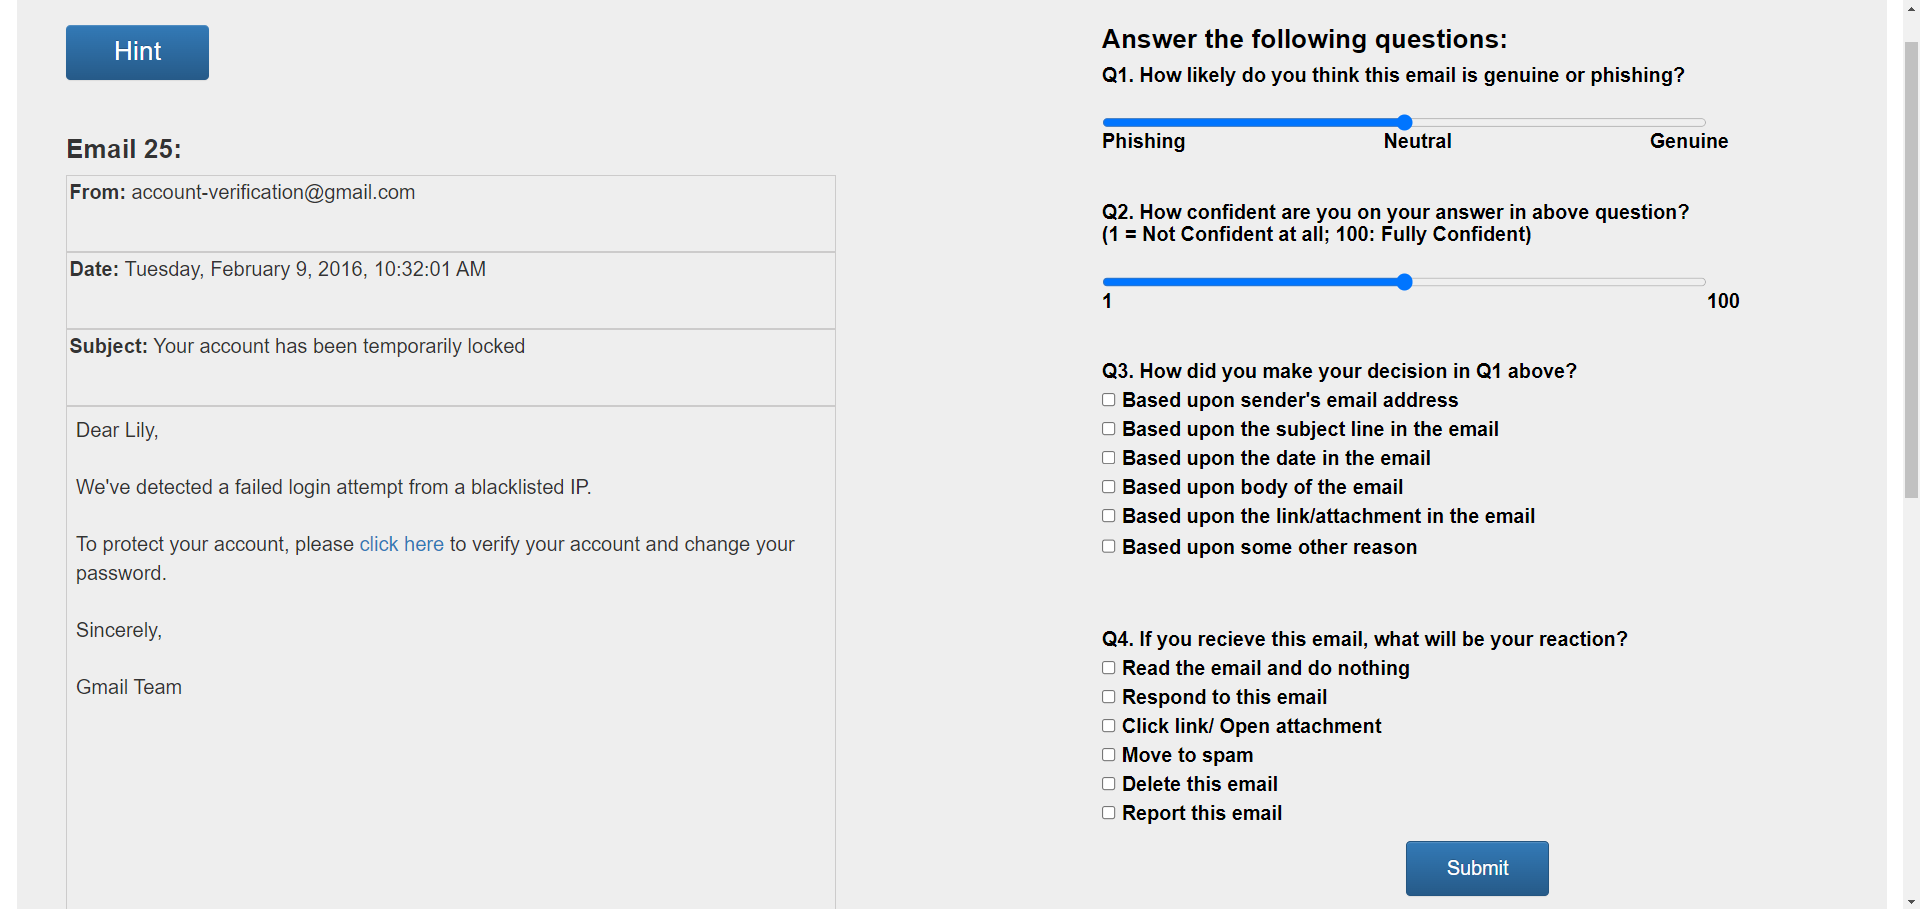 Hint
Email 25:
From: account-verification@gmail.com
Date: Tuesday, February 9, 2016, 10:32:01 AM
Subject: Your account has been temporarily locked
Dear Lily,
We've detected a failed login attempt from a blacklisted IP.
To protect your account, please click here to verify your account and change your
password.
Sincerely,
Gmail Team
Answer the following questions:
Q1. How likely do you think this email is genuine or phishing?
Phishing Neutral Genuine
Q2. How confident are you on your answer in above question?
(1 = Not Confident at all; 100: Fully Confident)
1 100
Q3. How did you make your decision in Q1 above?
Based upon sender's email address
Based upon the subject line in the email
Based upon the date in the email
Based upon body of the email
Based upon the link/attachment in the email
Based upon some other reason
Q4. If you recieve this email, what will be your reaction?
Read the email and do nothing
Respond to this email
Click link/ Open attachment
Move to spam
Delete this email
Report this email
Submit